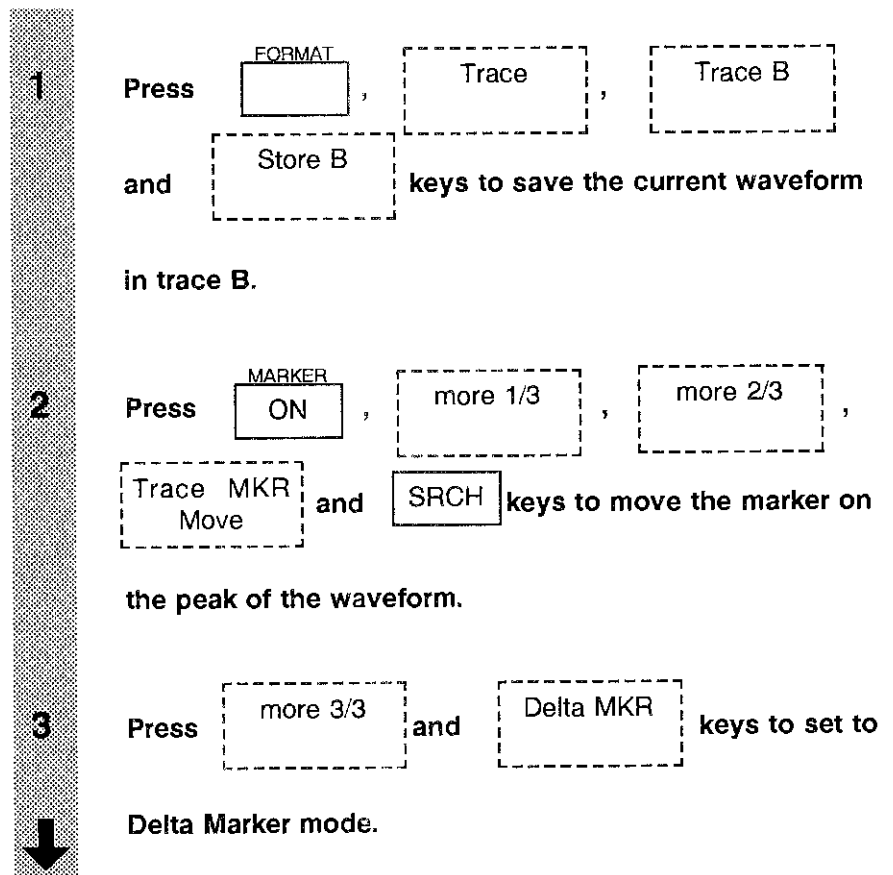 FORMAT
1 Press , Trace , Trace B
and Store B keys to save the current waveform
in trace B.
MARKER
2 Press ON , more 1/3 , more 2/3 ,
Trace MKR Move and SRCH keys to move the marker on
the peak of the waveform.
3 Press more 3/3 and Delta MKR keys to set to
Delta Marker mode.